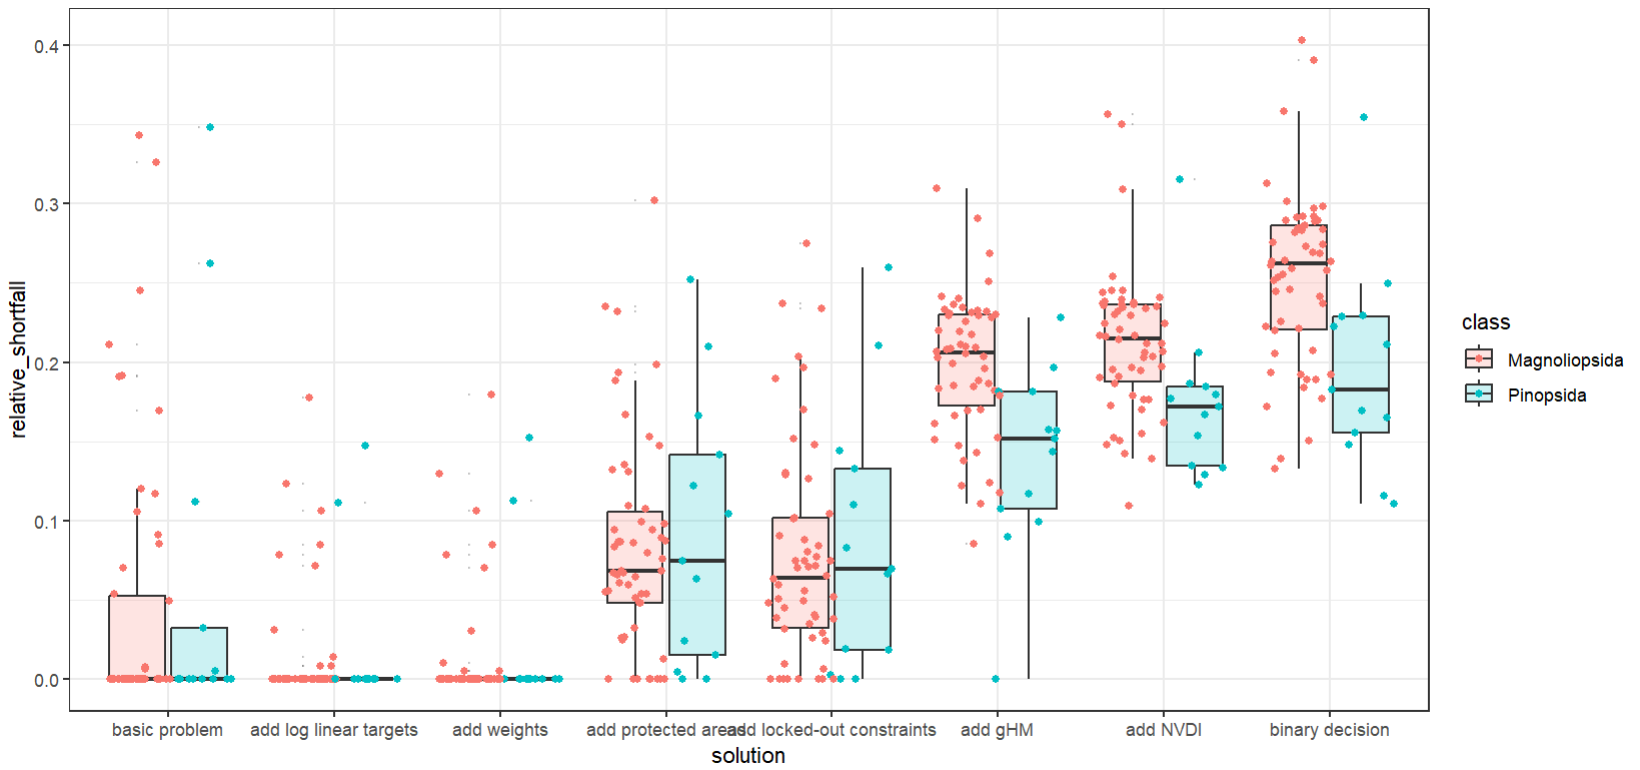 relative_shortfall
0.4
0.3
0.2
0.1
0.0
basic problem
add log linear targets
add weights
add protected areas
add locked-out constraints
add gHM
add NVDI
binary decision
solution
class
Magnoliopsida
Pinopsida